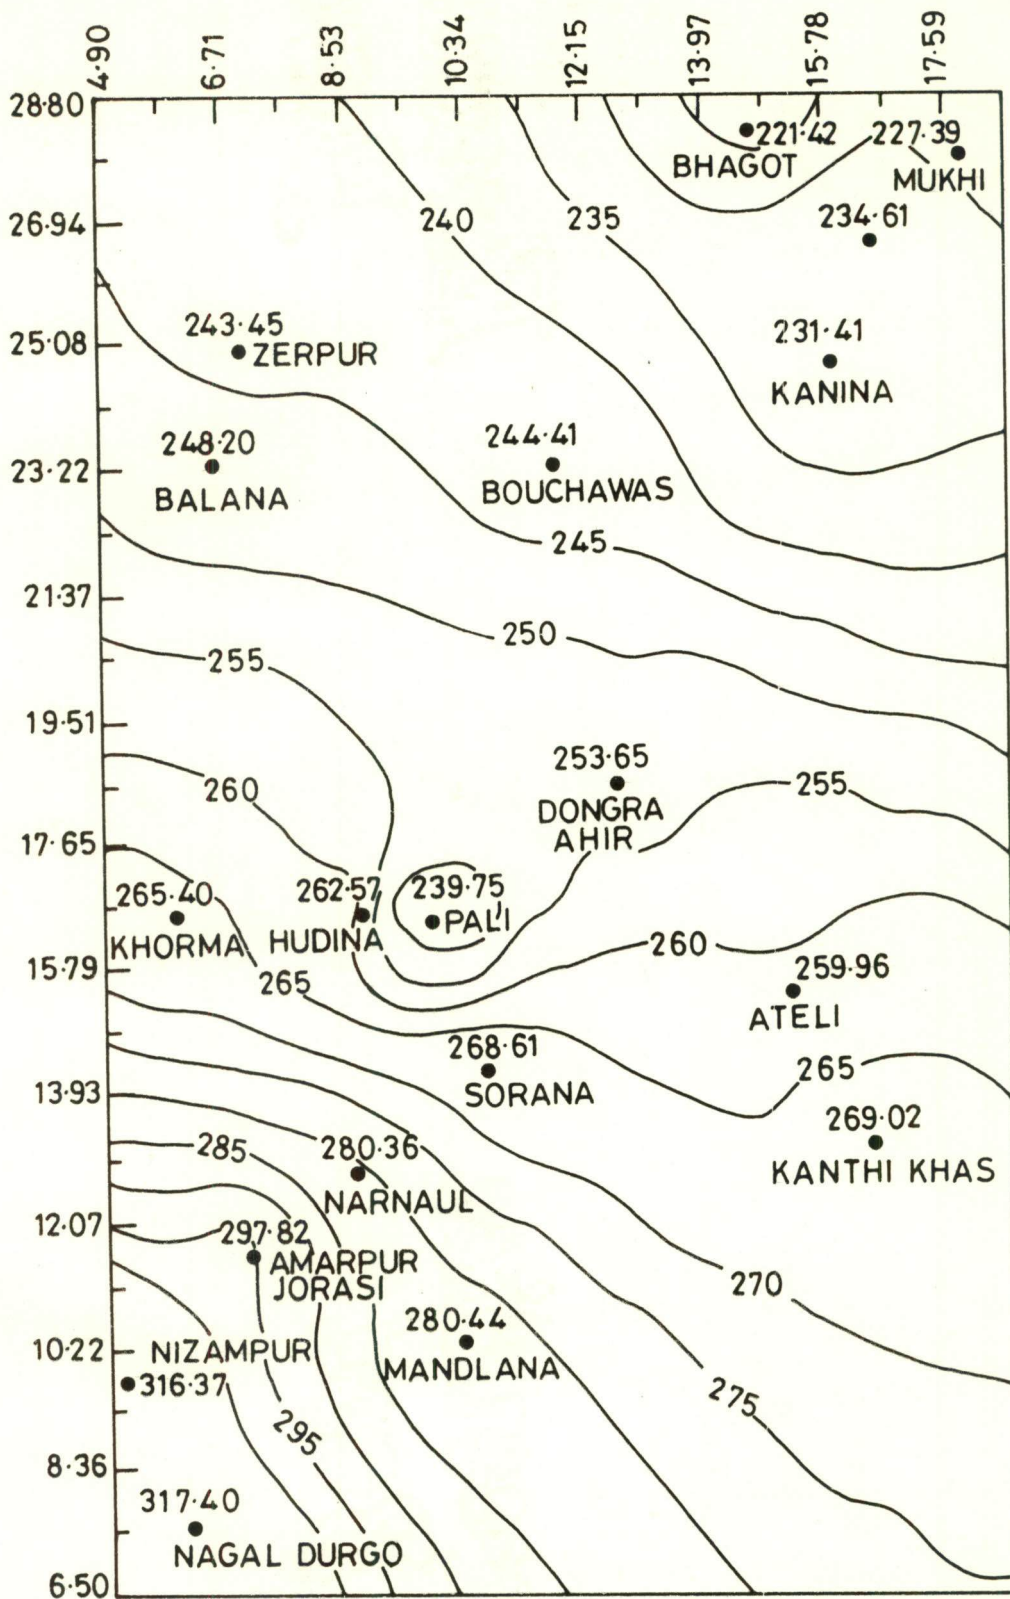 4·90 6·71 8·53 10·34 12·15 13·97 15·78 17·59
28·80
221·42 227·39
BHAGOT
MUKHI
26·94
240 235 234·61
25·08
243·45
ZERPUR
231·41
KANINA
23·22
248·20
BALANA
244·41
BOUCHAWAS
245
21·37
250
255
19·51
253·65
DONGRA
AHIR
260 255
17·65
265·40
KHORMA
262·57
HUDINA
239·75
PALI
260
15·79
265
259·96
ATELI
268·61
SORANA
265
13·93
269·02
KANTHI KHAS
285
280·36
NARNAUL
12·07
297·82
AMARPUR
JORASI
270
280·44
MANDLANA
10·22
NIZAMPUR
316·37
275
295
8·36
317·40
NAGAL DURGO
6·50